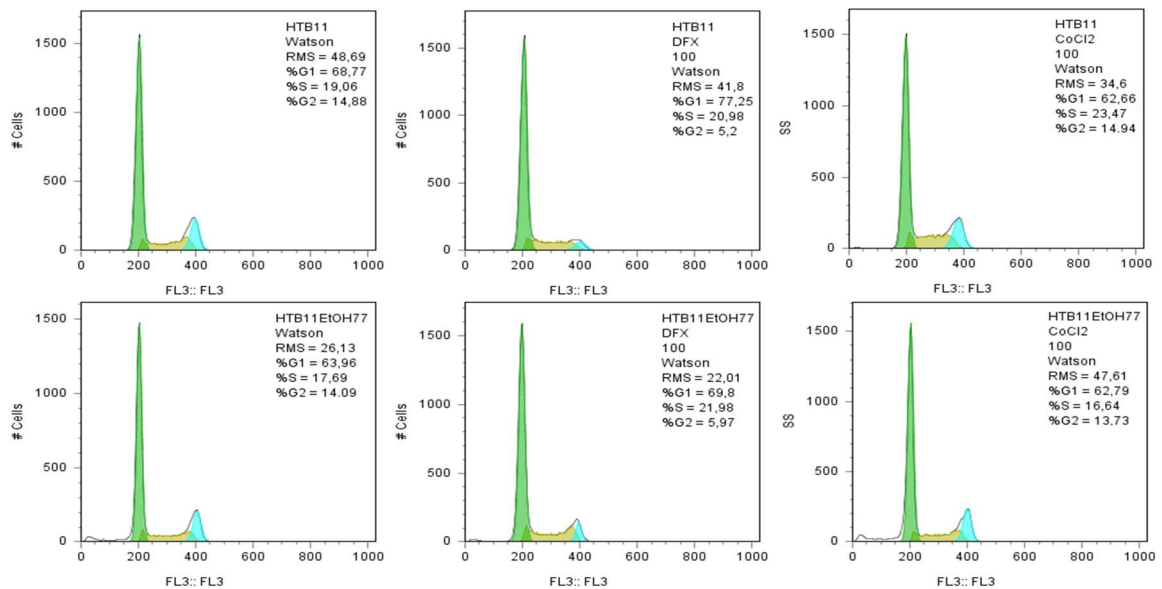 HTB11
Watson
RMS = 48,69
%G1 = 68,77
%S = 19,06
%G2 = 14,88
1500
1000
500
0
# Cells
0 200 400 600 800 1000
FL3:: FL3
HTB11
DFX
100
Watson
RMS = 41,8
%G1 = 77,25
%S = 20,98
%G2 = 5,2
1500
1000
500
0
# Cells
0 200 400 600 800 1000
FL3:: FL3
HTB11
CoCl2
100
Watson
RMS = 34,6
%G1 = 62,66
%S = 23,47
%G2 = 14.94
1500
1000
500
0
SS
0 200 400 600 800 1000
FL3:: FL3
HTB11EtOH77
Watson
RMS = 26,13
%G1 = 63,96
%S = 17,69
%G2 = 14.09
1500
1000
500
0
# Cells
0 200 400 600 800 1000
FL3:: FL3
HTB11EtOH77
DFX
100
Watson
RMS = 22,01
%G1 = 69,8
%S = 21,98
%G2 = 5,97
1500
1000
500
0
# Cells
0 200 400 600 800 1000
FL3:: FL3
HTB11EtOH77
CoCl2
100
Watson
RMS = 47,61
%G1 = 62,79
%S = 16,64
%G2 = 13,73
1500
1000
500
0
SS
0 200 400 600 800 1000
FL3:: FL3